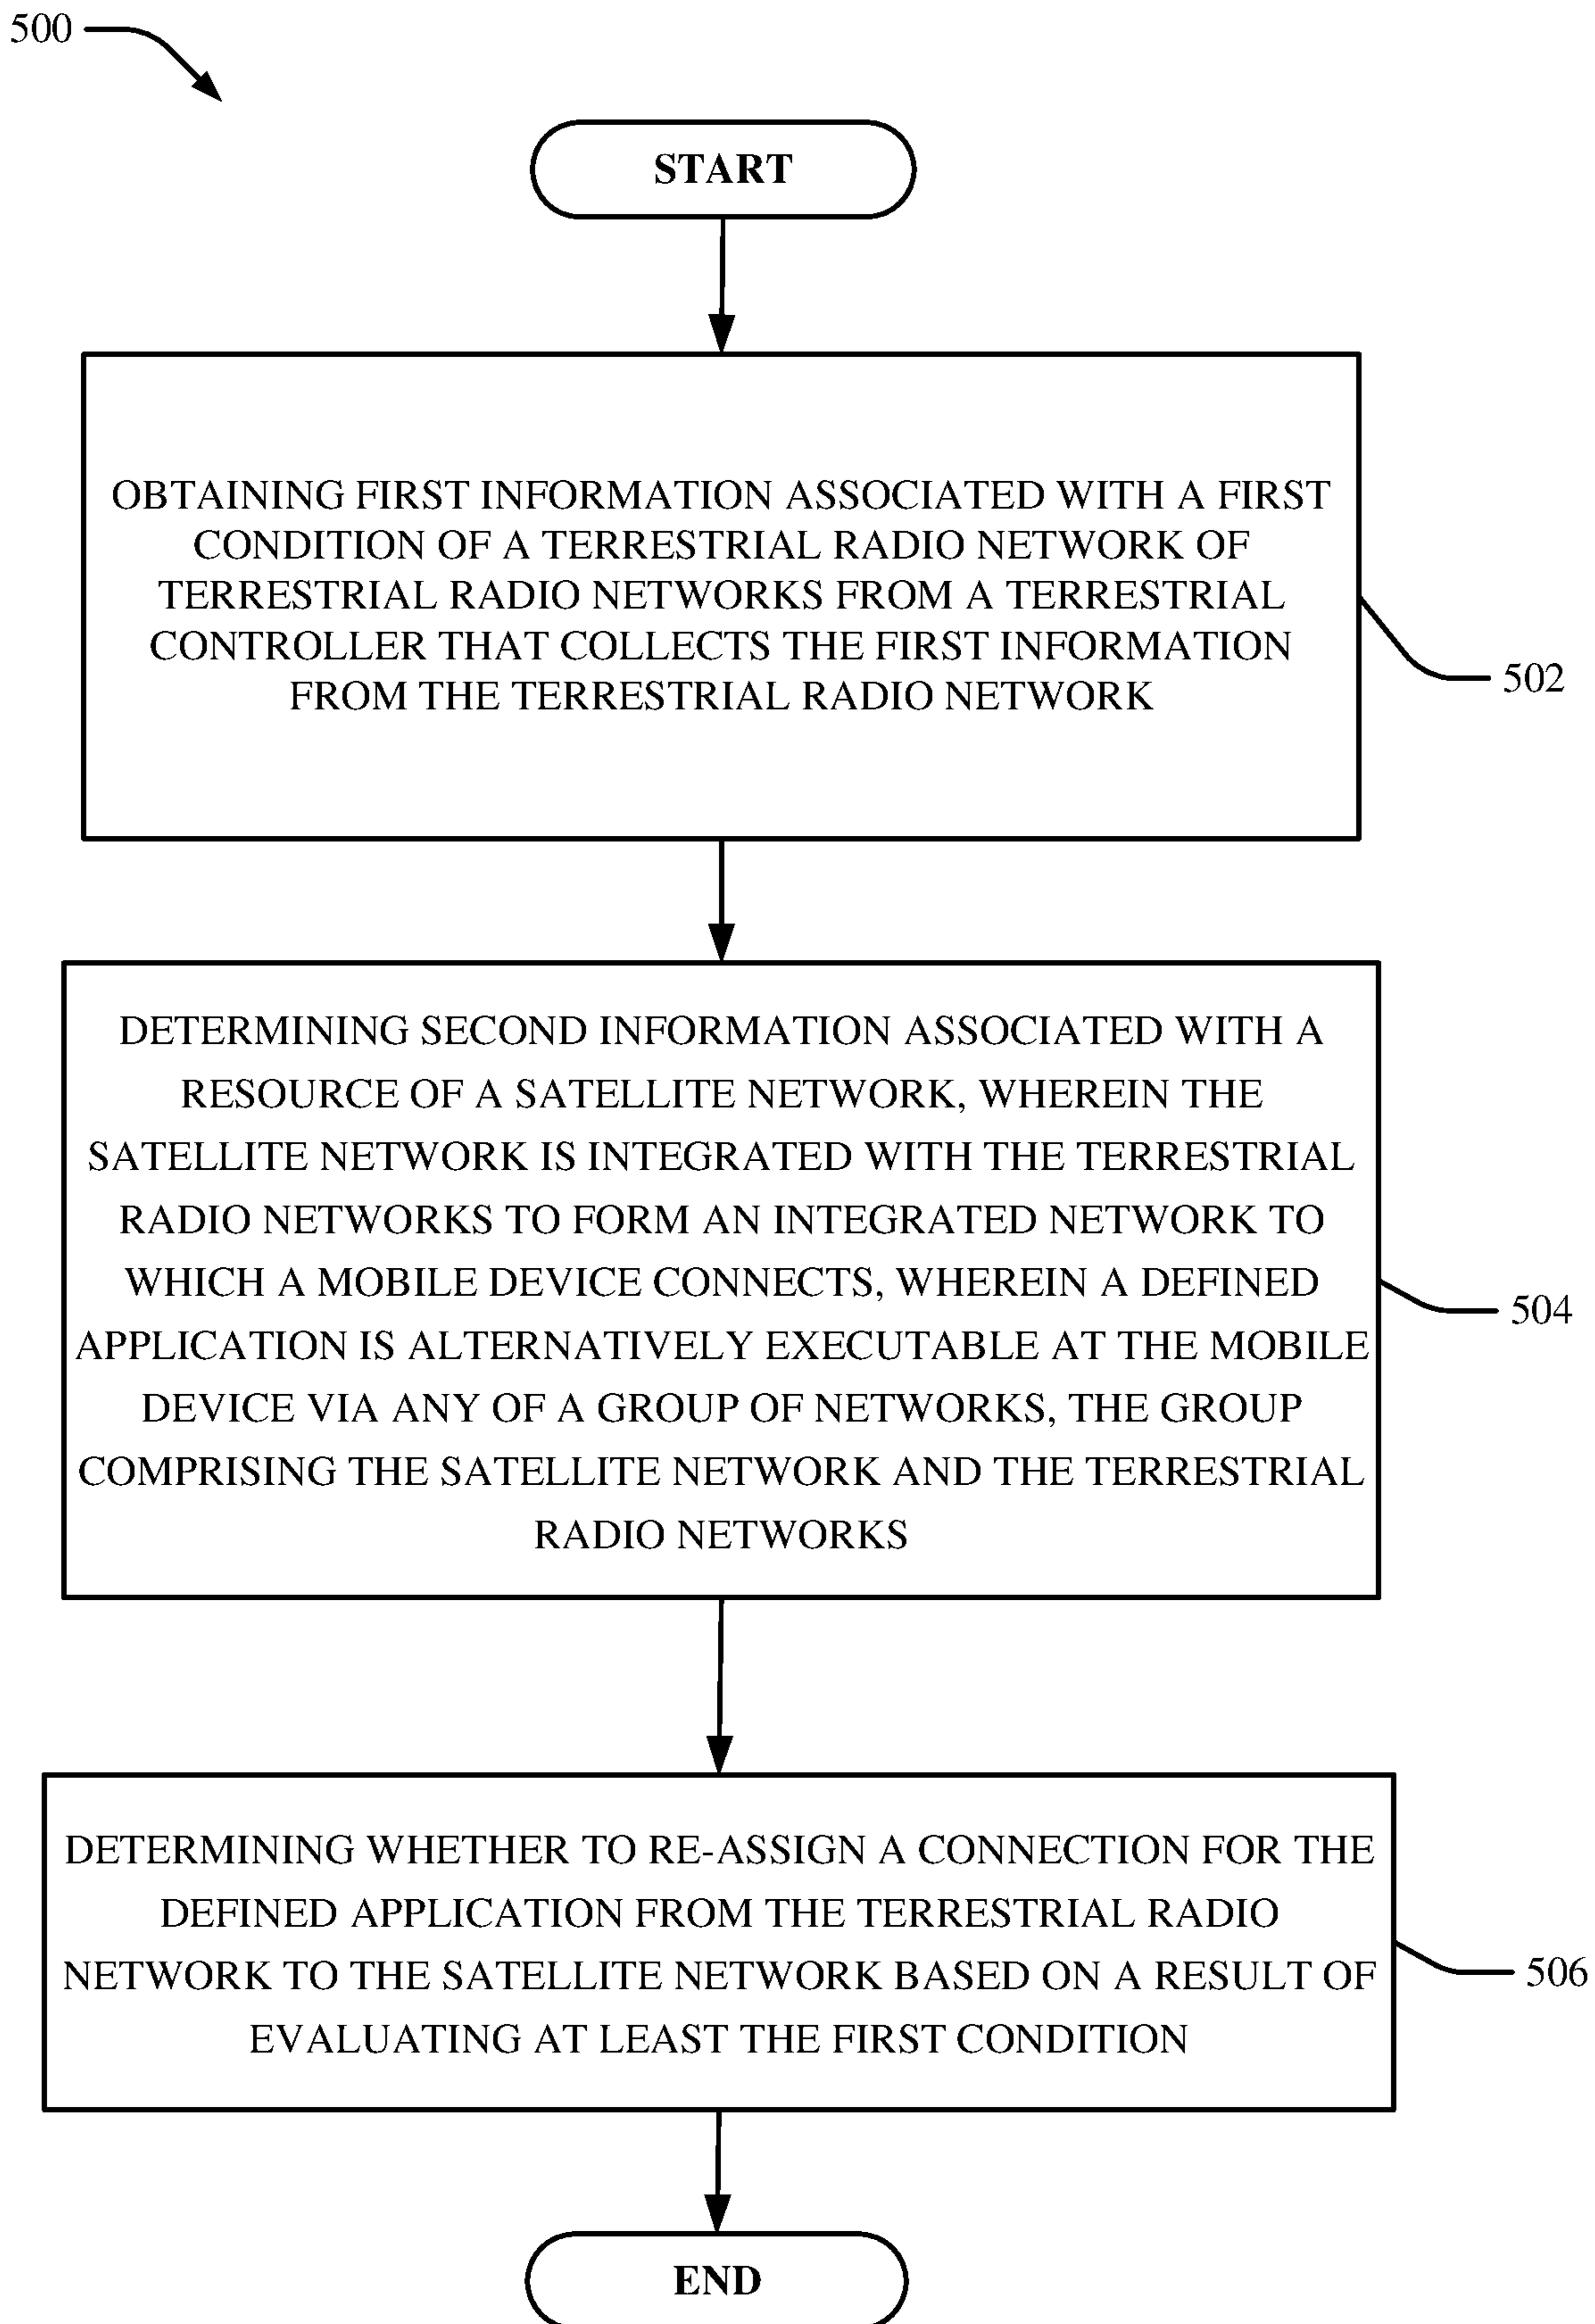 500
START
OBTAINING FIRST INFORMATION ASSOCIATED WITH A FIRST
CONDITION OF A TERRESTRIAL RADIO NETWORK OF
TERRESTRIAL RADIO NETWORKS FROM A TERRESTRIAL
CONTROLLER THAT COLLECTS THE FIRST INFORMATION
FROM THE TERRESTRIAL RADIO NETWORK
502
DETERMINING SECOND INFORMATION ASSOCIATED WITH A
RESOURCE OF A SATELLITE NETWORK, WHEREIN THE
SATELLITE NETWORK IS INTEGRATED WITH THE TERRESTRIAL
RADIO NETWORKS TO FORM AN INTEGRATED NETWORK TO
WHICH A MOBILE DEVICE CONNECTS, WHEREIN A DEFINED
APPLICATION IS ALTERNATIVELY EXECUTABLE AT THE MOBILE
DEVICE VIA ANY OF A GROUP OF NETWORKS, THE GROUP
COMPRISING THE SATELLITE NETWORK AND THE TERRESTRIAL
RADIO NETWORKS
504
DETERMINING WHETHER TO RE-ASSIGN A CONNECTION FOR THE
DEFINED APPLICATION FROM THE TERRESTRIAL RADIO
NETWORK TO THE SATELLITE NETWORK BASED ON A RESULT OF
EVALUATING AT LEAST THE FIRST CONDITION
506
END